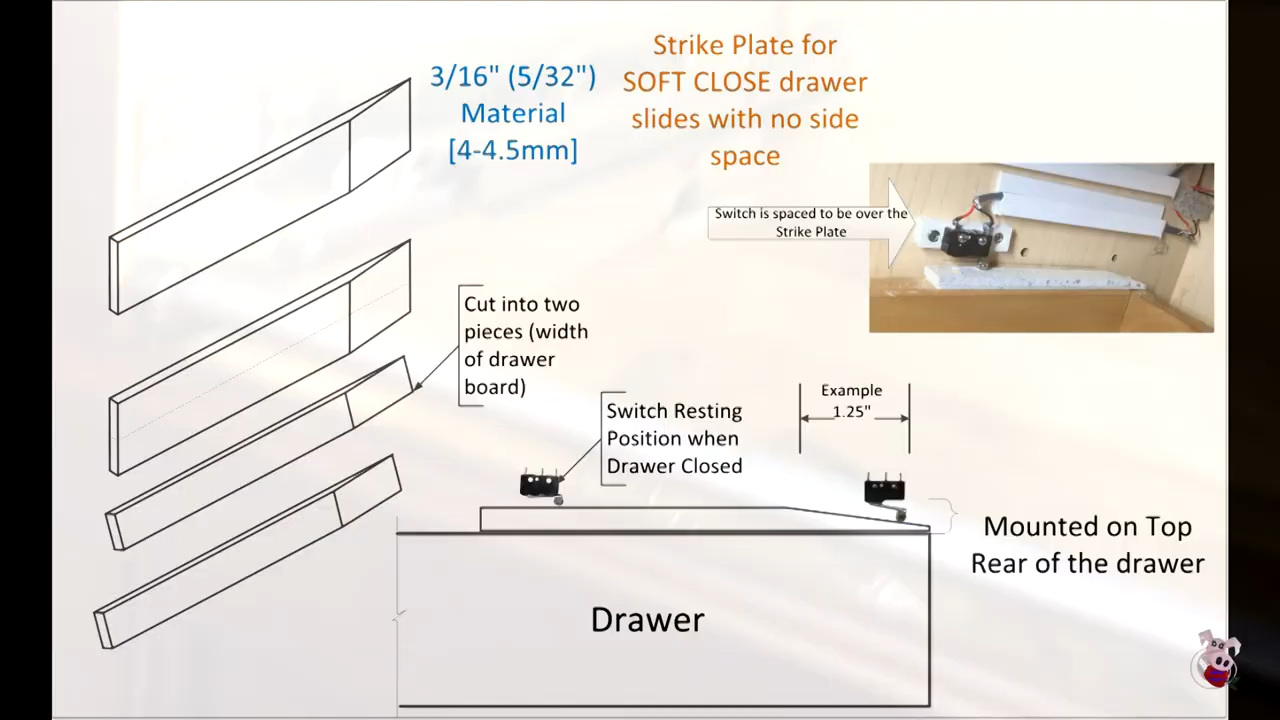 3/16" (5/32")
Material
[4-4.5mm]
Strike Plate for
SOFT CLOSE drawer
slides with no side
space
Switch is spaced to be over the
Strike Plate
Cut into two
pieces (width
of drawer
board)
Switch Resting
Position when
Drawer Closed
Example
1.25"
Mounted on Top
Rear of the drawer
Drawer